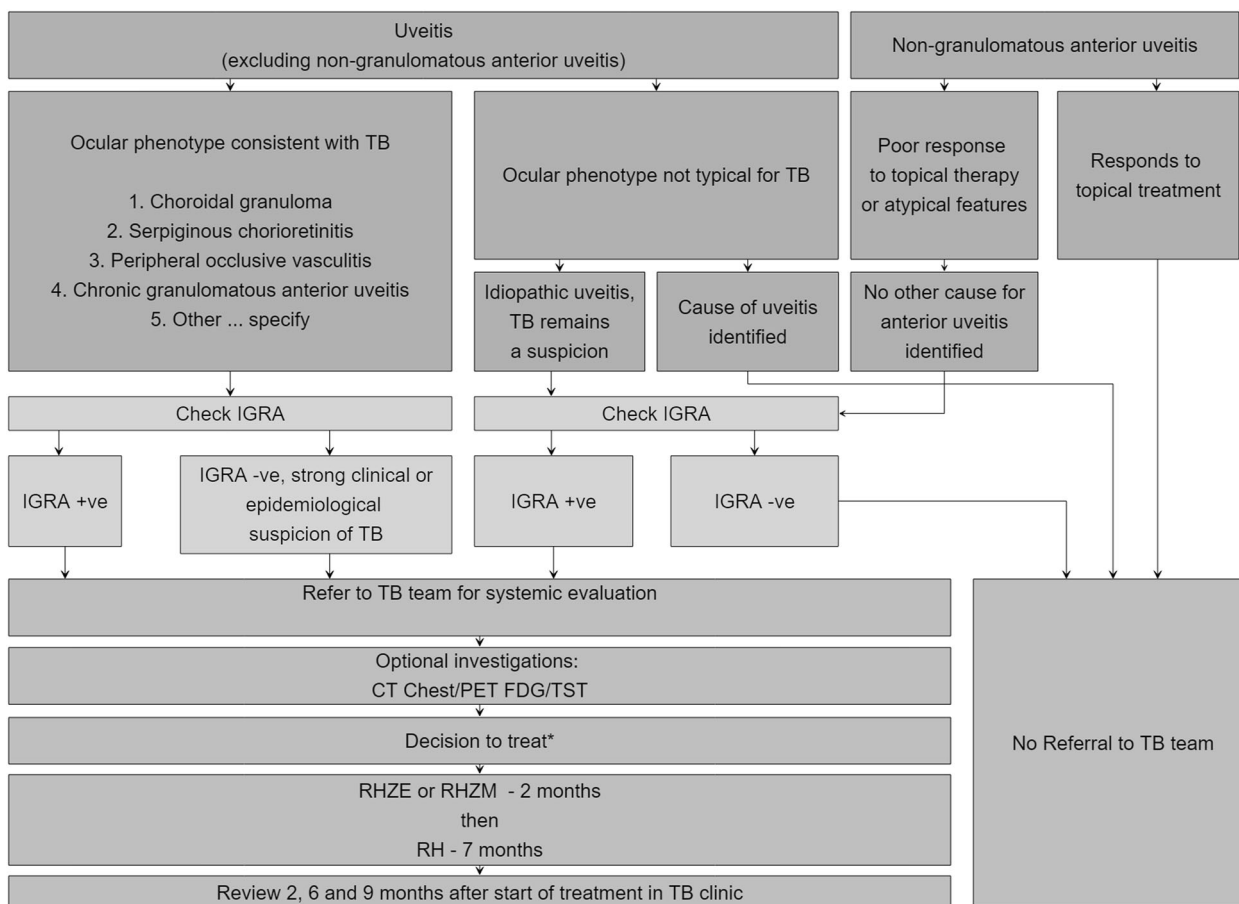 Uveitis
(excluding non-granulomatous anterior uveitis)
Non-granulomatous anterior uveitis
Ocular phenotype consistent with TB
1. Choroidal granuloma
2. Serpiginous chorioretinitis
3. Peripheral occlusive vasculitis
4. Chronic granulomatous anterior uveitis
5. Other ... specify
Ocular phenotype not typical for TB
Poor response
to topical therapy
or atypical features
Responds to
topical treatment
Idiopathic uveitis,
TB remains
a suspicion
Cause of uveitis
identified
No other cause for
anterior uveitis
identified
Check IGRA
Check IGRA
IGRA +ve
IGRA -ve, strong clinical or
epidemiological
suspicion of TB
IGRA +ve
IGRA -ve
Refer to TB team for systemic evaluation
Optional investigations:
CT Chest/PET FDG/TST
Decision to treat*
RHZE or RHZM - 2 months
then
RH - 7 months
Review 2, 6 and 9 months after start of treatment in TB clinic
No Referral to TB team